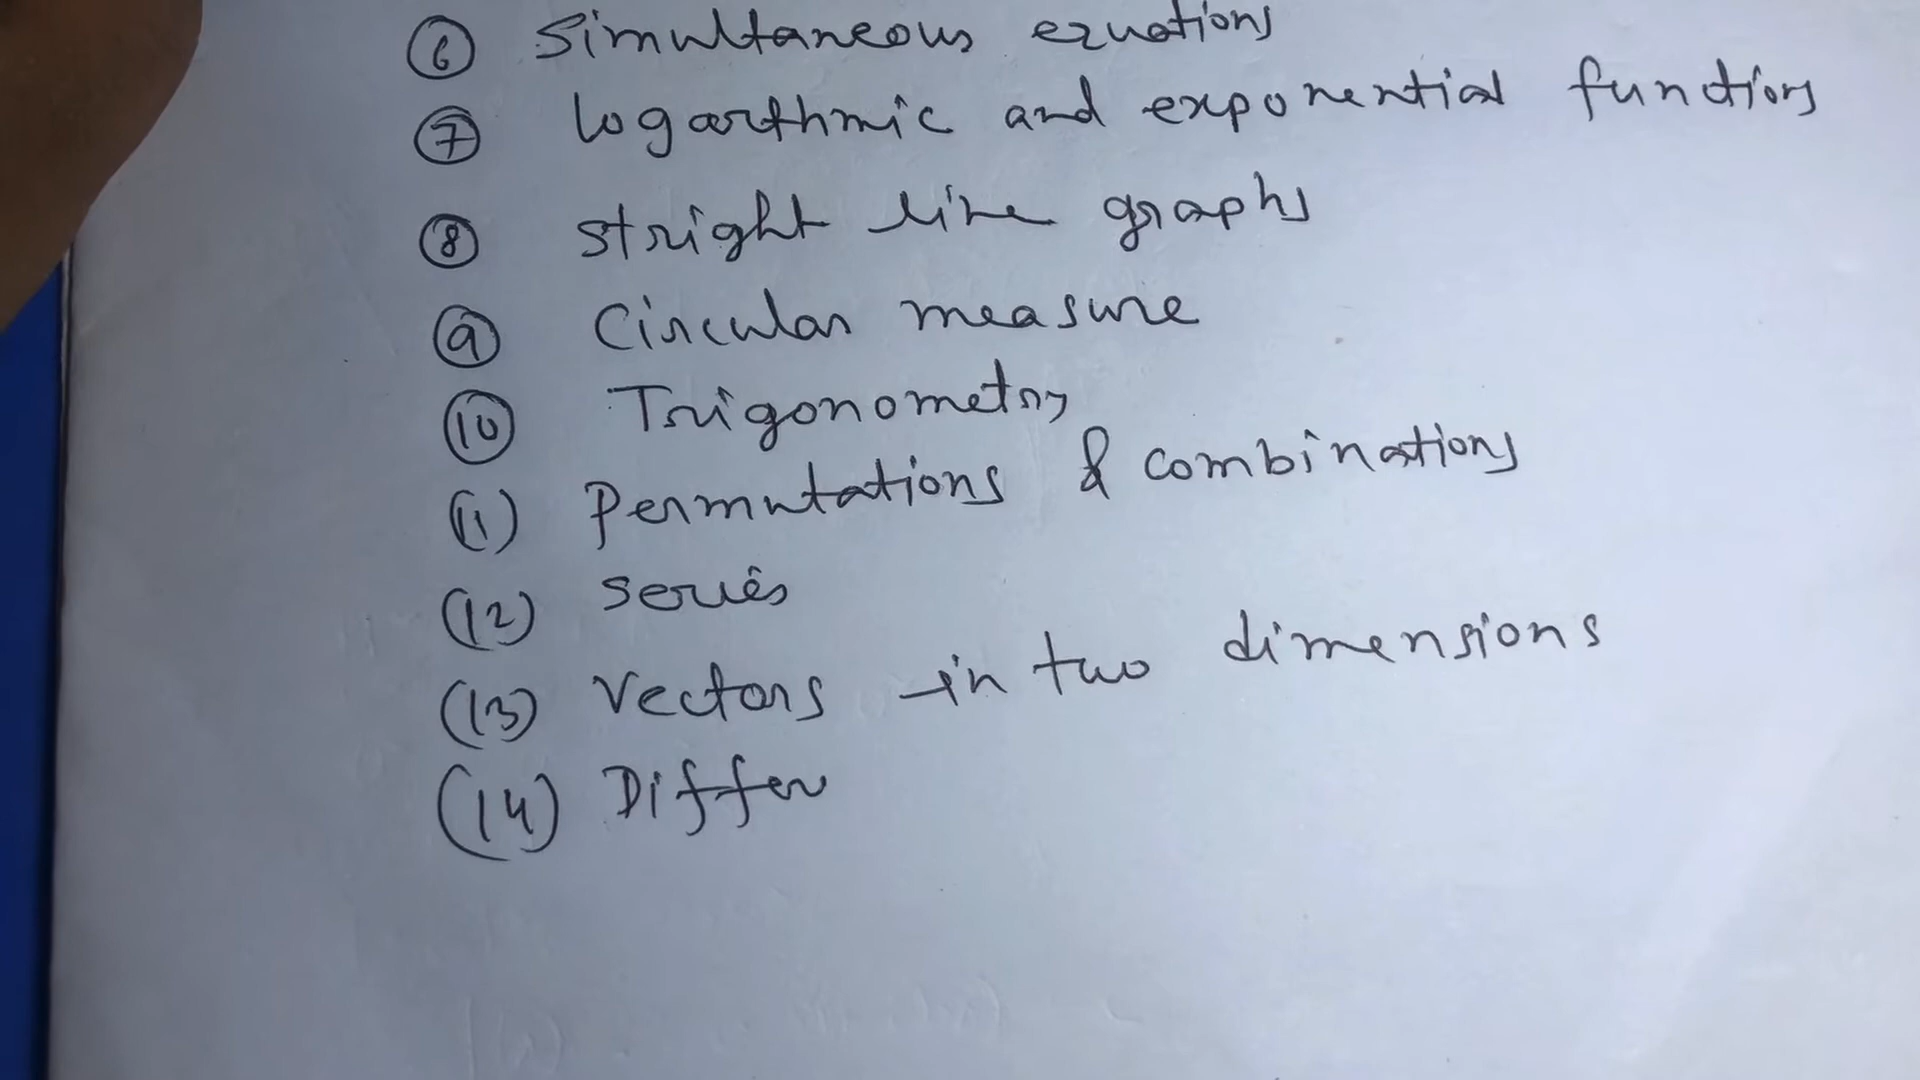 6 Simultaneous equations
7 logarithmic and exponential functions
8 stright line graphs
9 Circular measure
10 Trigonometry
(11) Permutations & combinations
(12) series
(13) Vectors in two dimensions
(14) Differ